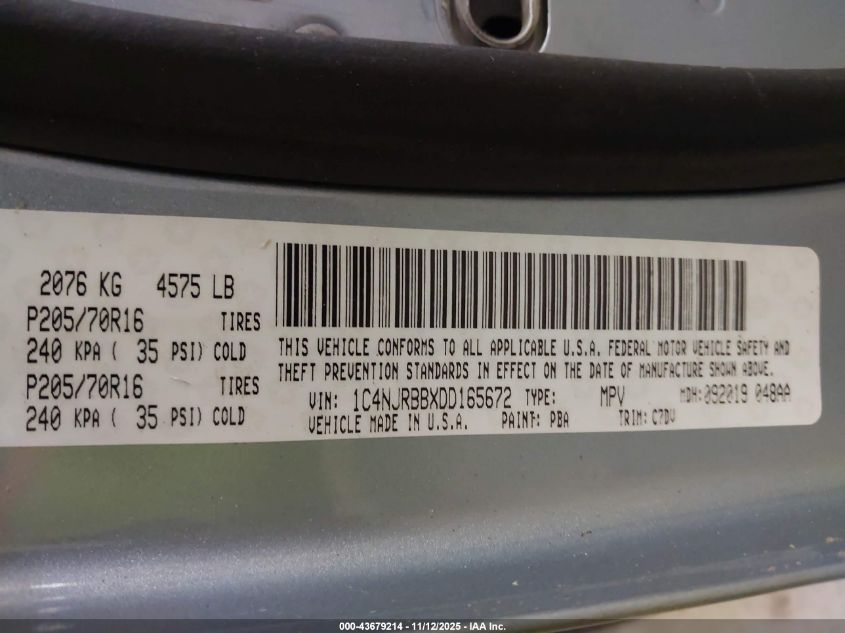 2076 KG 4575 LB
P205/70R16 TIRES
240 KPA ( 35 PSI) COLD
P205/70R16 TIRES
240 KPA ( 35 PSI) COLD
THIS VEHICLE CONFORMS TO ALL APPLICABLE U.S.A. FEDERAL MOTOR VEHICLE SAFETY AND
THEFT PREVENTION STANDARDS IN EFFECT ON THE DATE OF MANUFACTURE SHOWN ABOVE.
VIN: 1C4NJRBBXDD165672 TYPE: MPV MDH:092019 048AA
VEHICLE MADE IN U.S.A. PAINT: PBA TRIM: C7DV
000-43679214 - 11/12/2025 - IAA Inc.